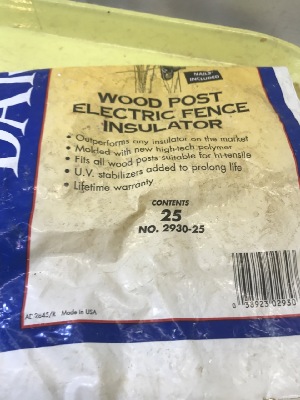 DA
NAILS
INCLUDED
WOOD POST
ELECTRIC FENCE
INSULATOR
• Outperforms any insulator on the market
• Molded with new high-tech polymer
• Fits all wood posts suitable for hi-tensile
• U.V. stabilizers added to prolong life
• Lifetime warranty
CONTENTS
25
NO. 2930-25
Made in USA